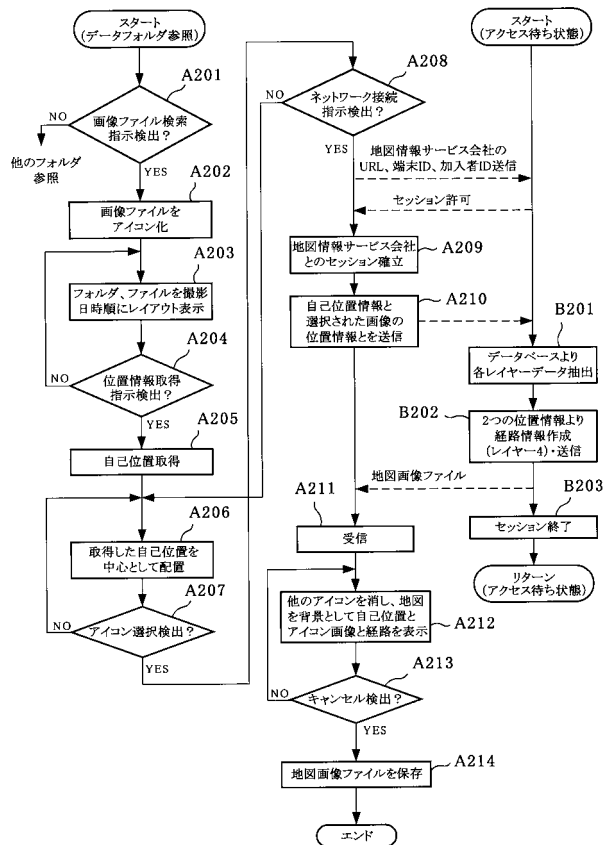 スタート
(データフォルダ参照)
A201
画像ファイル検索
指示検出?
NO
他のフォルダ
参照
YES
A202
画像ファイルを
アイコン化
A203
フォルダ、ファイルを撮影
日時順にレイアウト表示
A204
位置情報取得
指示検出?
NO
YES
A205
自己位置取得
A206
取得した自己位置を
中心として配置
A207
アイコン選択検出?
NO
YES
A208
ネットワーク接続
指示検出?
NO
YES
地図情報サービス会社の
URL、端末ID、加入者ID送信
セッション許可
A209
地図情報サービス会社
とのセッション確立
A210
自己位置情報と
選択された画像の
位置情報とを送信
地図画像ファイル
A211
受信
他のアイコンを消し、地図
を背景として自己位置と
アイコン画像と経路を表示
A212
A213
キャンセル検出?
NO
YES
A214
地図画像ファイルを保存
エンド
スタート
(アクセス待ち状態)
B201
データベースより
各レイヤーデータ抽出
B202
2つの位置情報より
経路情報作成
(レイヤー4)・送信
B203
セッション終了
リターン
(アクセス待ち状態)